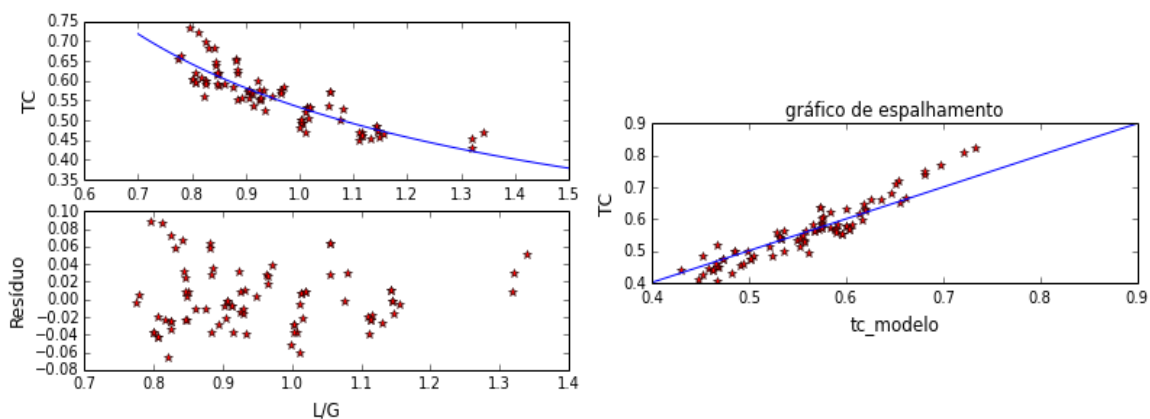 0.75
0.70
0.65
0.60
0.55
0.50
0.45
0.40
0.35
TC
0.6 0.7 0.8 0.9 1.0 1.1 1.2 1.3 1.4 1.5
0.10
0.08
0.06
0.04
0.02
0.00
−0.02
−0.04
−0.06
−0.08
Resíduo
0.7 0.8 0.9 1.0 1.1 1.2 1.3 1.4
L/G
gráfico de espalhamento
0.9
0.8
0.7
0.6
0.5
0.4
TC
0.4 0.5 0.6 0.7 0.8 0.9
tc_modelo